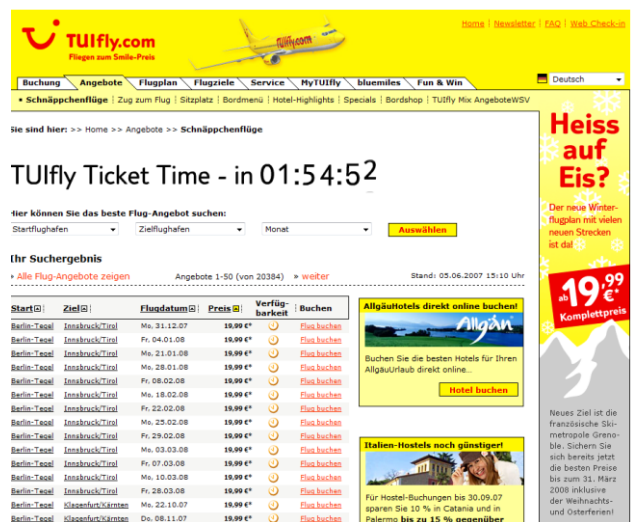 TUIfly.com
Fliegen zum Smile-Preis
TUIfly.com
Home | Newsletter | FAQ | Web Check-in
Buchung Angebote Flugplan Flugziele Service MyTUIfly bluemiles Fun & Win
Deutsch
• Schnäppchenflüge | Zug zum Flug | Sitzplatz | Bordmenü | Hotel-Highlights | Specials | Bordshop | TUIfly Mix AngeboteWSV
Sie sind hier: >> Home >> Angebote >> Schnäppchenflüge
TUIfly Ticket Time - in 01:54:52
Hier können Sie das beste Flug-Angebot suchen:
Startflughafen Zielflughafen Monat Auswählen
Ihr Suchergebnis
» Alle Flug-Angebote zeigen Angebote 1-50 (von 20384) » weiter Stand: 05.06.2007 15:10 Uhr
Start Ziel Flugdatum Preis Verfüg-
barkeit Buchen
Berlin-Tegel Innsbruck/Tirol Mo, 31.12.07 19,99 €* Flug buchen
Berlin-Tegel Innsbruck/Tirol Fr, 04.01.08 19,99 €* Flug buchen
Berlin-Tegel Innsbruck/Tirol Mo, 21.01.08 19,99 €* Flug buchen
Berlin-Tegel Innsbruck/Tirol Mo, 28.01.08 19,99 €* Flug buchen
Berlin-Tegel Innsbruck/Tirol Fr, 08.02.08 19,99 €* Flug buchen
Berlin-Tegel Innsbruck/Tirol Mo, 18.02.08 19,99 €* Flug buchen
Berlin-Tegel Innsbruck/Tirol Fr, 22.02.08 19,99 €* Flug buchen
Berlin-Tegel Innsbruck/Tirol Mo, 25.02.08 19,99 €* Flug buchen
Berlin-Tegel Innsbruck/Tirol Fr, 29.02.08 19,99 €* Flug buchen
Berlin-Tegel Innsbruck/Tirol Mo, 03.03.08 19,99 €* Flug buchen
Berlin-Tegel Innsbruck/Tirol Fr, 07.03.08 19,99 €* Flug buchen
Berlin-Tegel Innsbruck/Tirol Mo, 10.03.08 19,99 €* Flug buchen
Berlin-Tegel Innsbruck/Tirol Fr, 28.03.08 19,99 €* Flug buchen
Berlin-Tegel Klagenfurt/Kärnten Mo, 22.10.07 19,99 €* Flug buchen
Berlin-Tegel Klagenfurt/Kärnten Do, 08.11.07 19,99 €* Flug buchen
AllgäuHotels direkt online buchen!
Allgäu
Buchen Sie die besten Hotels für Ihren
AllgäuUrlaub direkt online...
Hotel buchen
Italien-Hostels noch günstiger!
Für Hostel-Buchungen bis 30.09.07
sparen Sie 10 % in Catania und in
Palermo bis zu 15 % gegenüber
Heiss
auf
Eis?
Der neue Winter-
flugplan mit vielen
neuen Strecken
ist da!
ab 19,99 €*
Komplettpreis
Neues Ziel ist die
französische Ski-
metropole Greno-
ble. Sichern Sie
sich bereits jetzt
die besten Preise
bis zum 31. März
2008 inklusive
der Weihnachts-
und Osterferien!